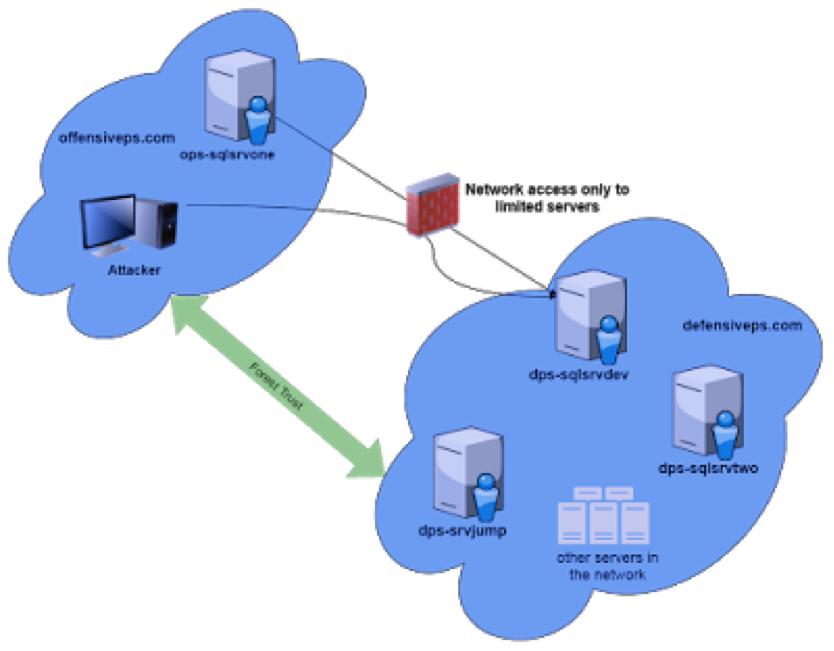 offensiveps.com
ops-sqlsrvone
Attacker
Network access only to
limited servers
Forest Trust
defensiveps.com
dps-sqlsrvdev
dps-sqlsrvtwo
dps-srvjump
other servers in
the network